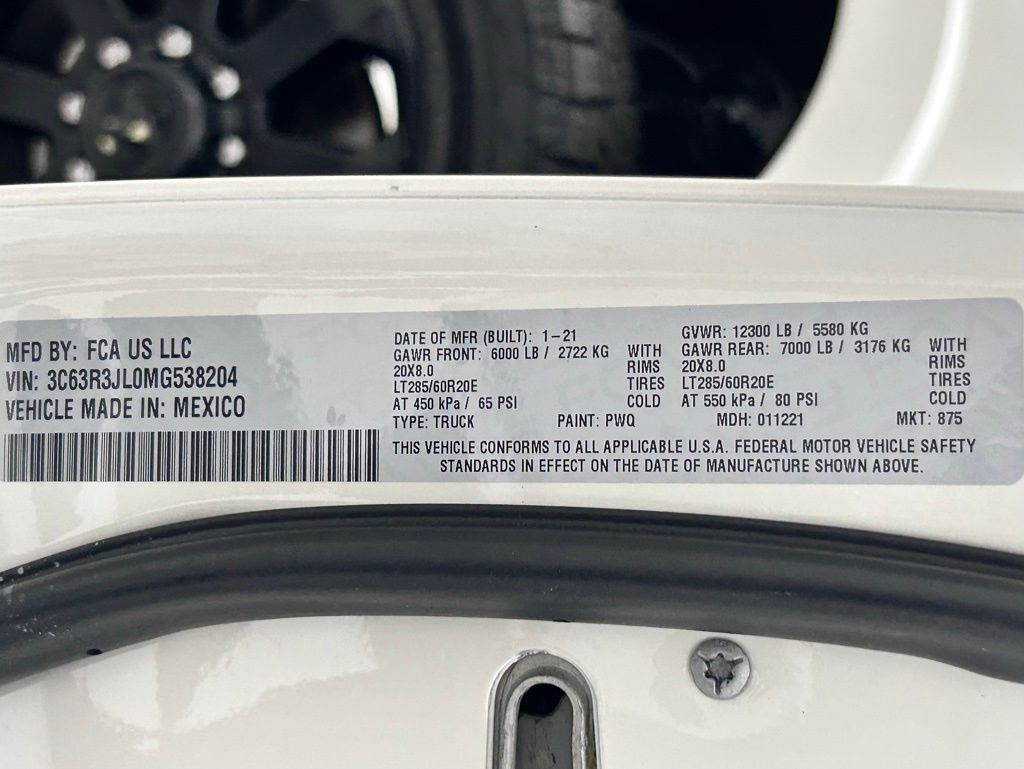 MFD BY: FCA US LLC
VIN: 3C63R3JL0MG538204
VEHICLE MADE IN: MEXICO
DATE OF MFR (BUILT): 1-21
GAWR FRONT: 6000 LB / 2722 KG WITH
20X8.0 RIMS
LT285/60R20E TIRES
AT 450 kPa / 65 PSI COLD
GVWR: 12300 LB / 5580 KG
GAWR REAR: 7000 LB / 3176 KG WITH
20X8.0 RIMS
LT285/60R20E TIRES
AT 550 kPa / 80 PSI COLD
TYPE: TRUCK PAINT: PWQ MDH: 011221 MKT: 875
THIS VEHICLE CONFORMS TO ALL APPLICABLE U.S.A. FEDERAL MOTOR VEHICLE SAFETY
STANDARDS IN EFFECT ON THE DATE OF MANUFACTURE SHOWN ABOVE.